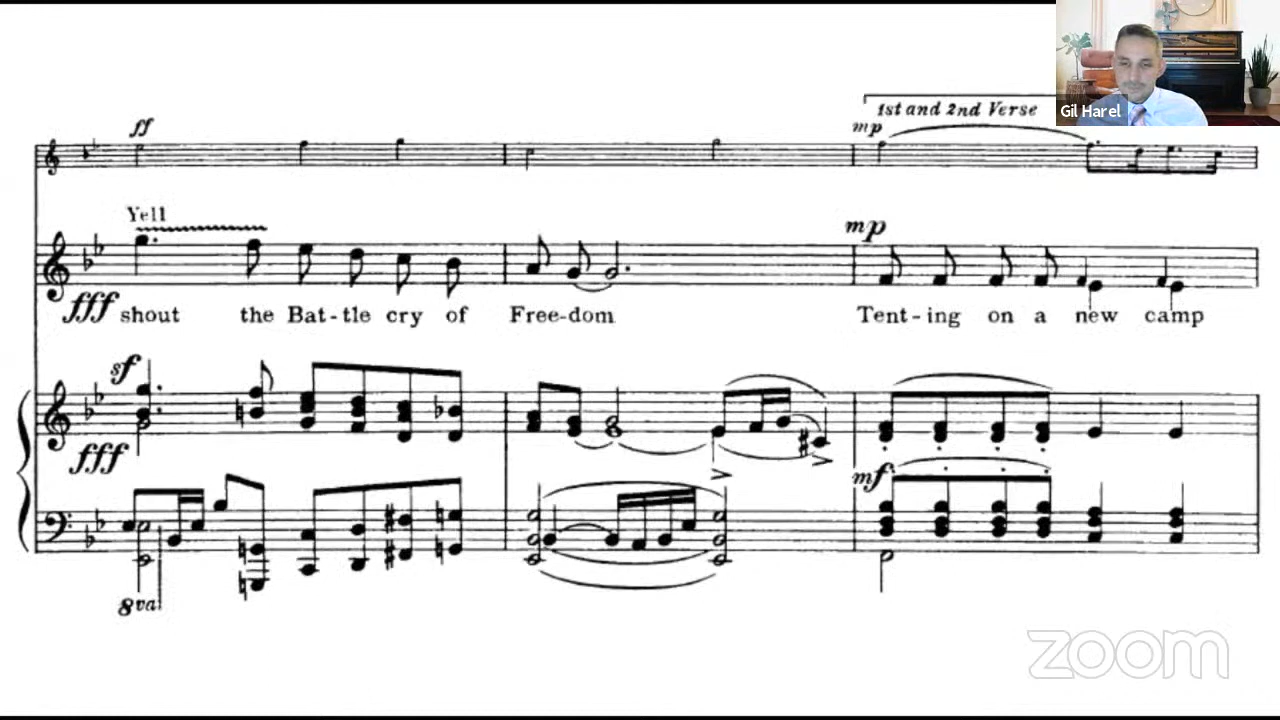 Gil Harel
ff
1st and 2nd Verse
mp
Yell
mp
fff shout the Bat-tle cry of Free-dom Tent-ing on a new camp
sf
fff
mf
8va
zoom